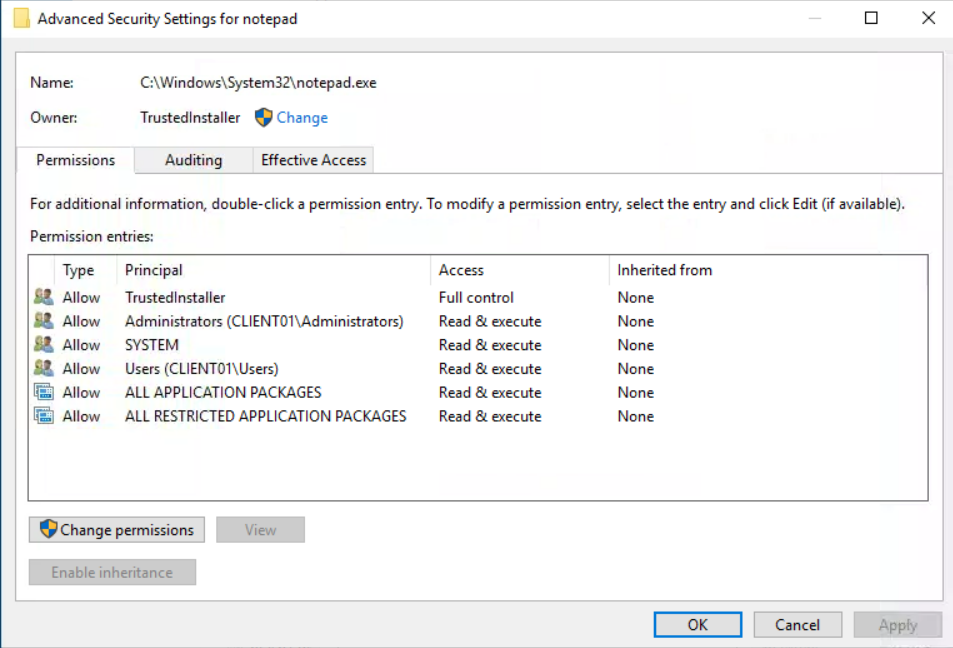 Advanced Security Settings for notepad
Name: C:\Windows\System32\notepad.exe
Owner: TrustedInstaller Change
Permissions Auditing Effective Access
For additional information, double-click a permission entry. To modify a permission entry, select the entry and click Edit (if available).
Permission entries:
Type Principal Access Inherited from
Allow TrustedInstaller Full control None
Allow Administrators (CLIENT01\Administrators) Read & execute None
Allow SYSTEM Read & execute None
Allow Users (CLIENT01\Users) Read & execute None
Allow ALL APPLICATION PACKAGES Read & execute None
Allow ALL RESTRICTED APPLICATION PACKAGES Read & execute None
Change permissions View
Enable inheritance
OK Cancel Apply